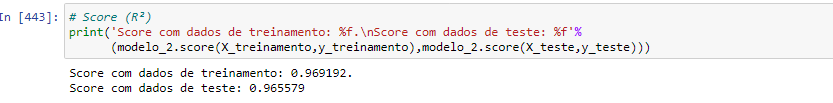 In [443]: # Score (R²)
print('Score com dados de treinamento: %f.\nScore com dados de teste: %f'%
(modelo_2.score(X_treinamento,y_treinamento),modelo_2.score(X_teste,y_teste)))
Score com dados de treinamento: 0.969192.
Score com dados de teste: 0.965579